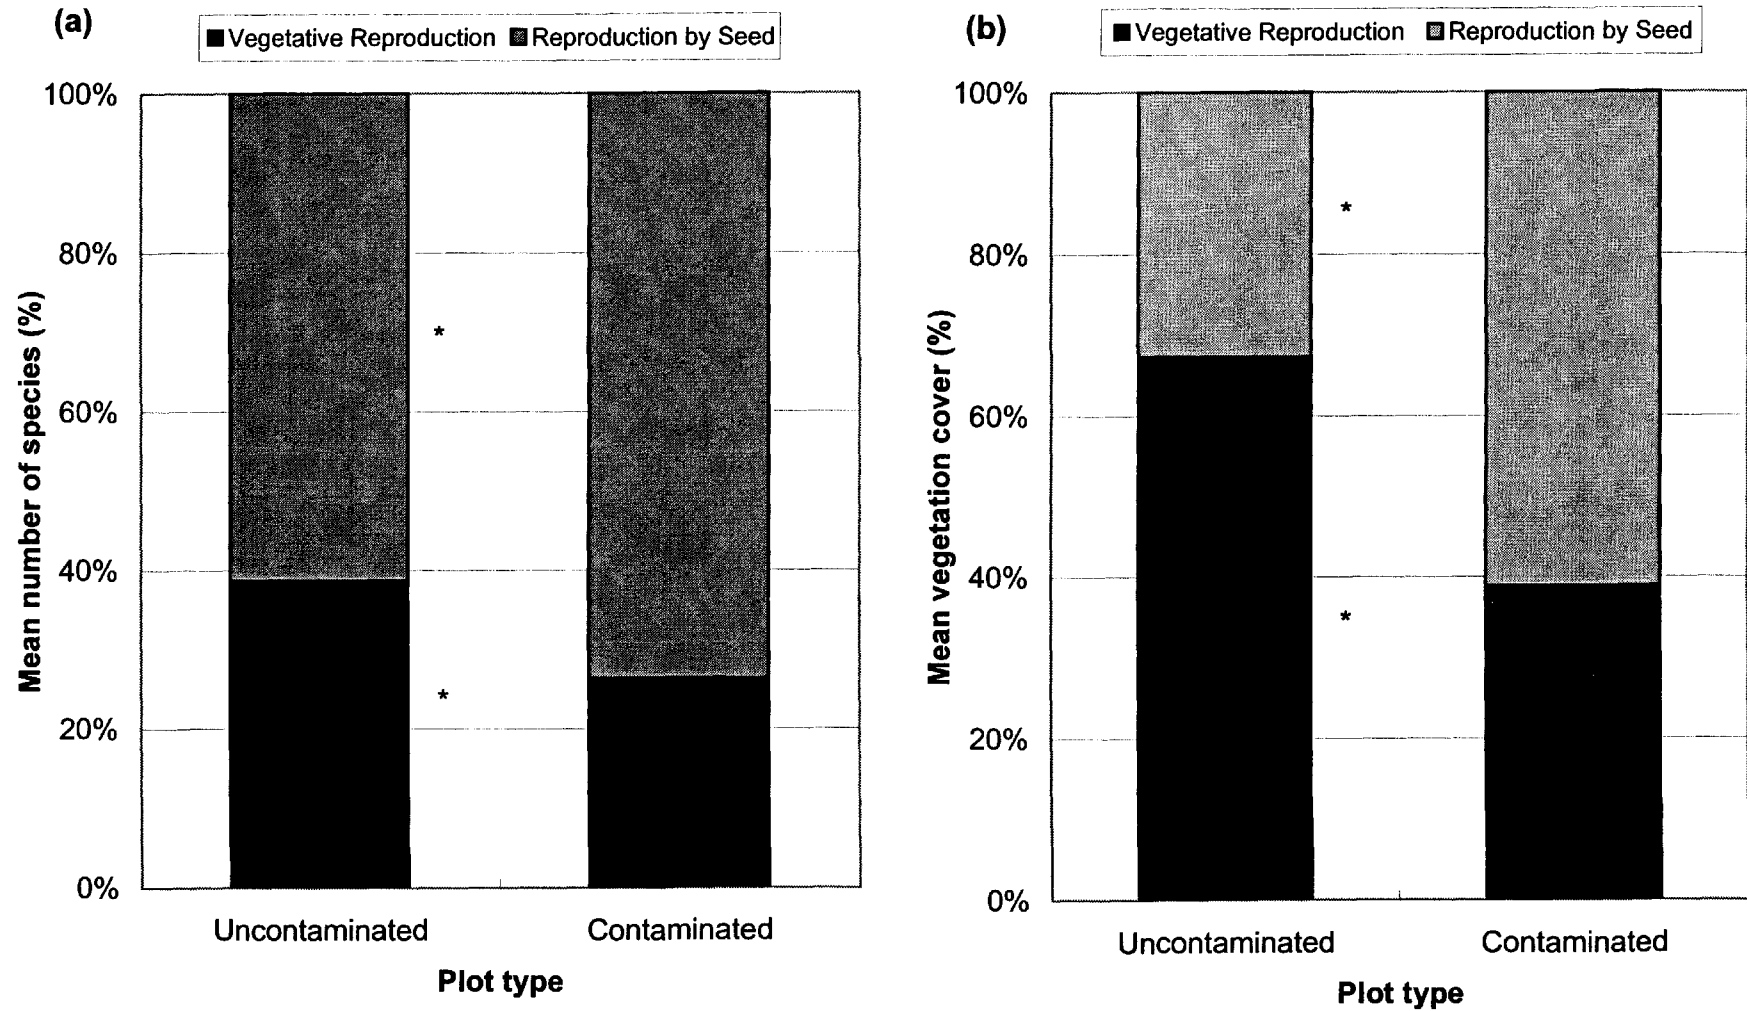 (a)
Vegetative Reproduction Reproduction by Seed
100%
80%
60%
40%
20%
0%
Mean number of species (%)
*
*
Uncontaminated Contaminated
Plot type
(b)
Vegetative Reproduction Reproduction by Seed
100%
80%
60%
40%
20%
0%
Mean vegetation cover (%)
*
*
Uncontaminated Contaminated
Plot type